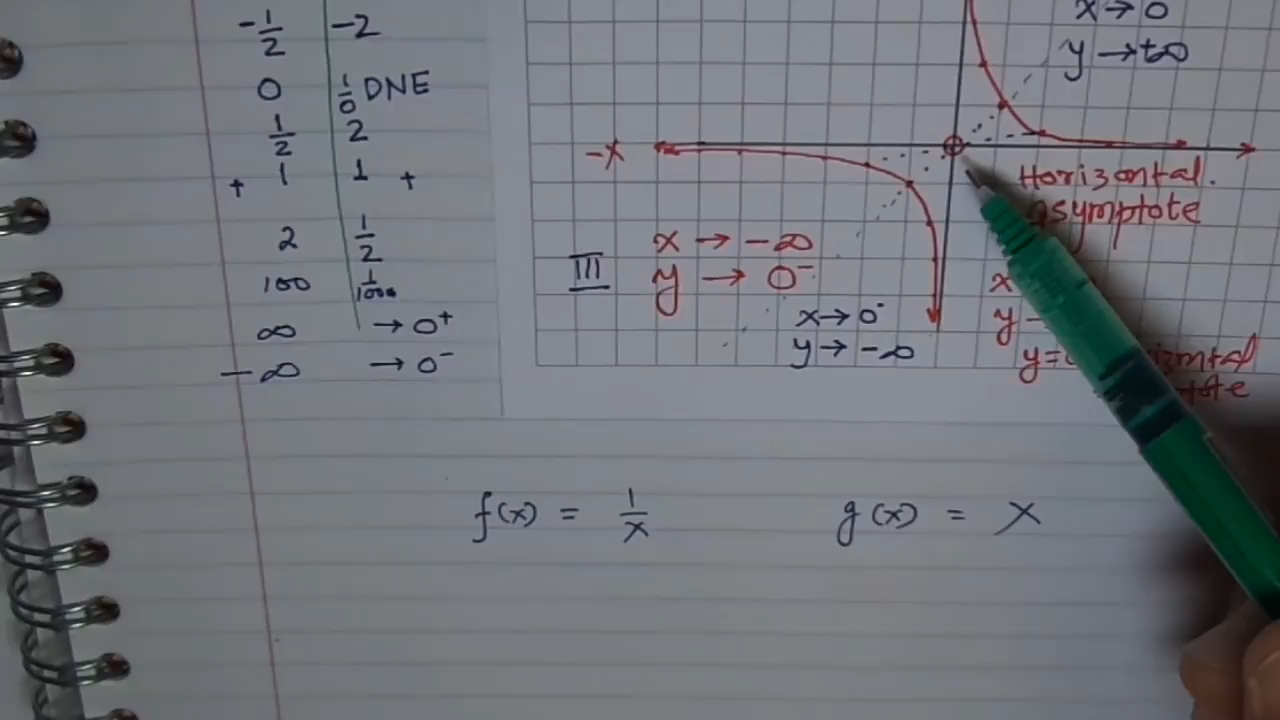 -1/2 | -2
0 | 1/0 DNE
1/2 | 2
+ 1 | 1 +
2 | 1/2
100 | 1/100
∞ → 0⁺
-∞ → 0⁻
x → 0
y → +∞
-x
Horizontal
asymptote
III
x → -∞
y → 0⁻
x → 0⁻
y → -∞
x
y
y=
f(x) = 1/x
g(x) = x